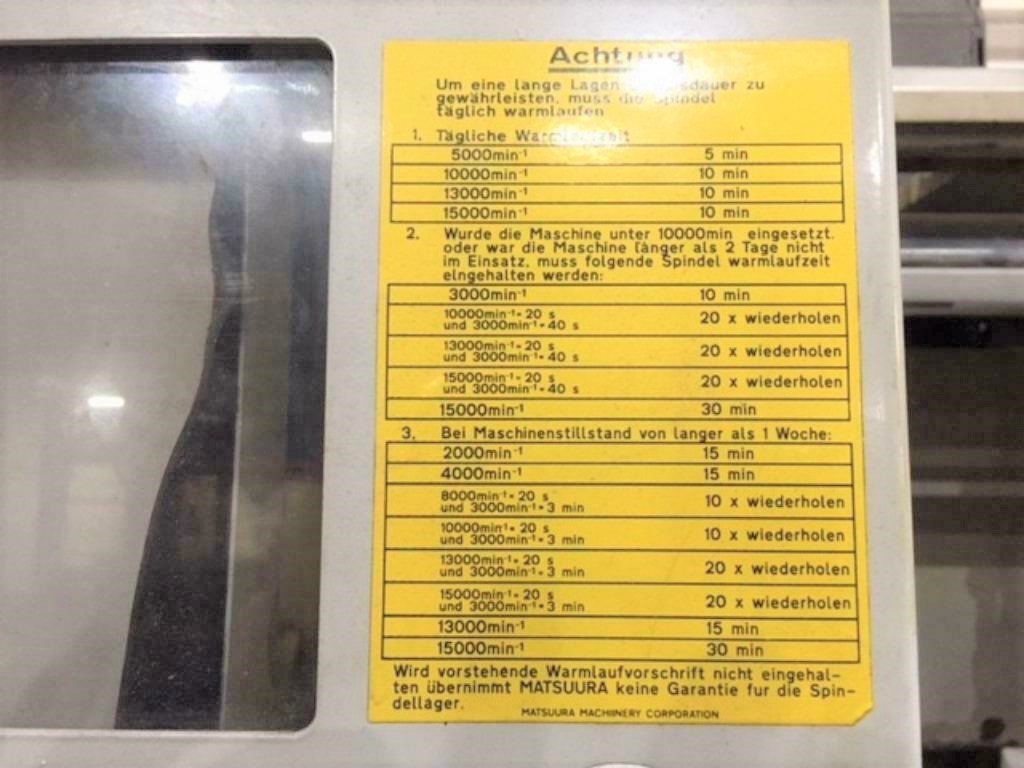 Achtung
Um eine lange Lagen sdauer zu
gewährleisten, muss die Spindel
täglich warmlaufen
1. Tägliche
5000min⁻¹ 5 min
10000min⁻¹ 10 min
13000min⁻¹ 10 min
15000min⁻¹ 10 min
2. Wurde die Maschine unter 10000min eingesetzt.
oder war die Maschine länger als 2 Tage nicht
im Einsatz, muss folgende Spindel warmlaufzeit
eingehalten werden:
3000min⁻¹ 10 min
10000min⁻¹= 20 s
und 3000min⁻¹= 40 s 20 x wiederholen
13000min⁻¹= 20 s
und 3000min⁻¹= 40 s 20 x wiederholen
15000min⁻¹= 20 s
und 3000min⁻¹= 40 s 20 x wiederholen
15000min⁻¹ 30 min
3. Bei Maschinenstillstand von langer als 1 Woche:
2000min⁻¹ 15 min
4000min⁻¹ 15 min
8000min⁻¹= 20 s
und 3000min⁻¹= 3 min 10 x wiederholen
10000min⁻¹= 20 s
und 3000min⁻¹= 3 min 10 x wiederholen
13000min⁻¹= 20 s
und 3000min⁻¹= 3 min 20 x wiederholen
15000min⁻¹= 20 s
und 3000min⁻¹= 3 min 20 x wiederholen
13000min⁻¹ 15 min
15000min⁻¹ 30 min
Wird vorstehende Warmlaufvorschrift nicht eingehal-
ten übernimmt MATSUURA keine Garantie fur die Spin-
dellager.
MATSUURA MACHIINERY CORPORATION